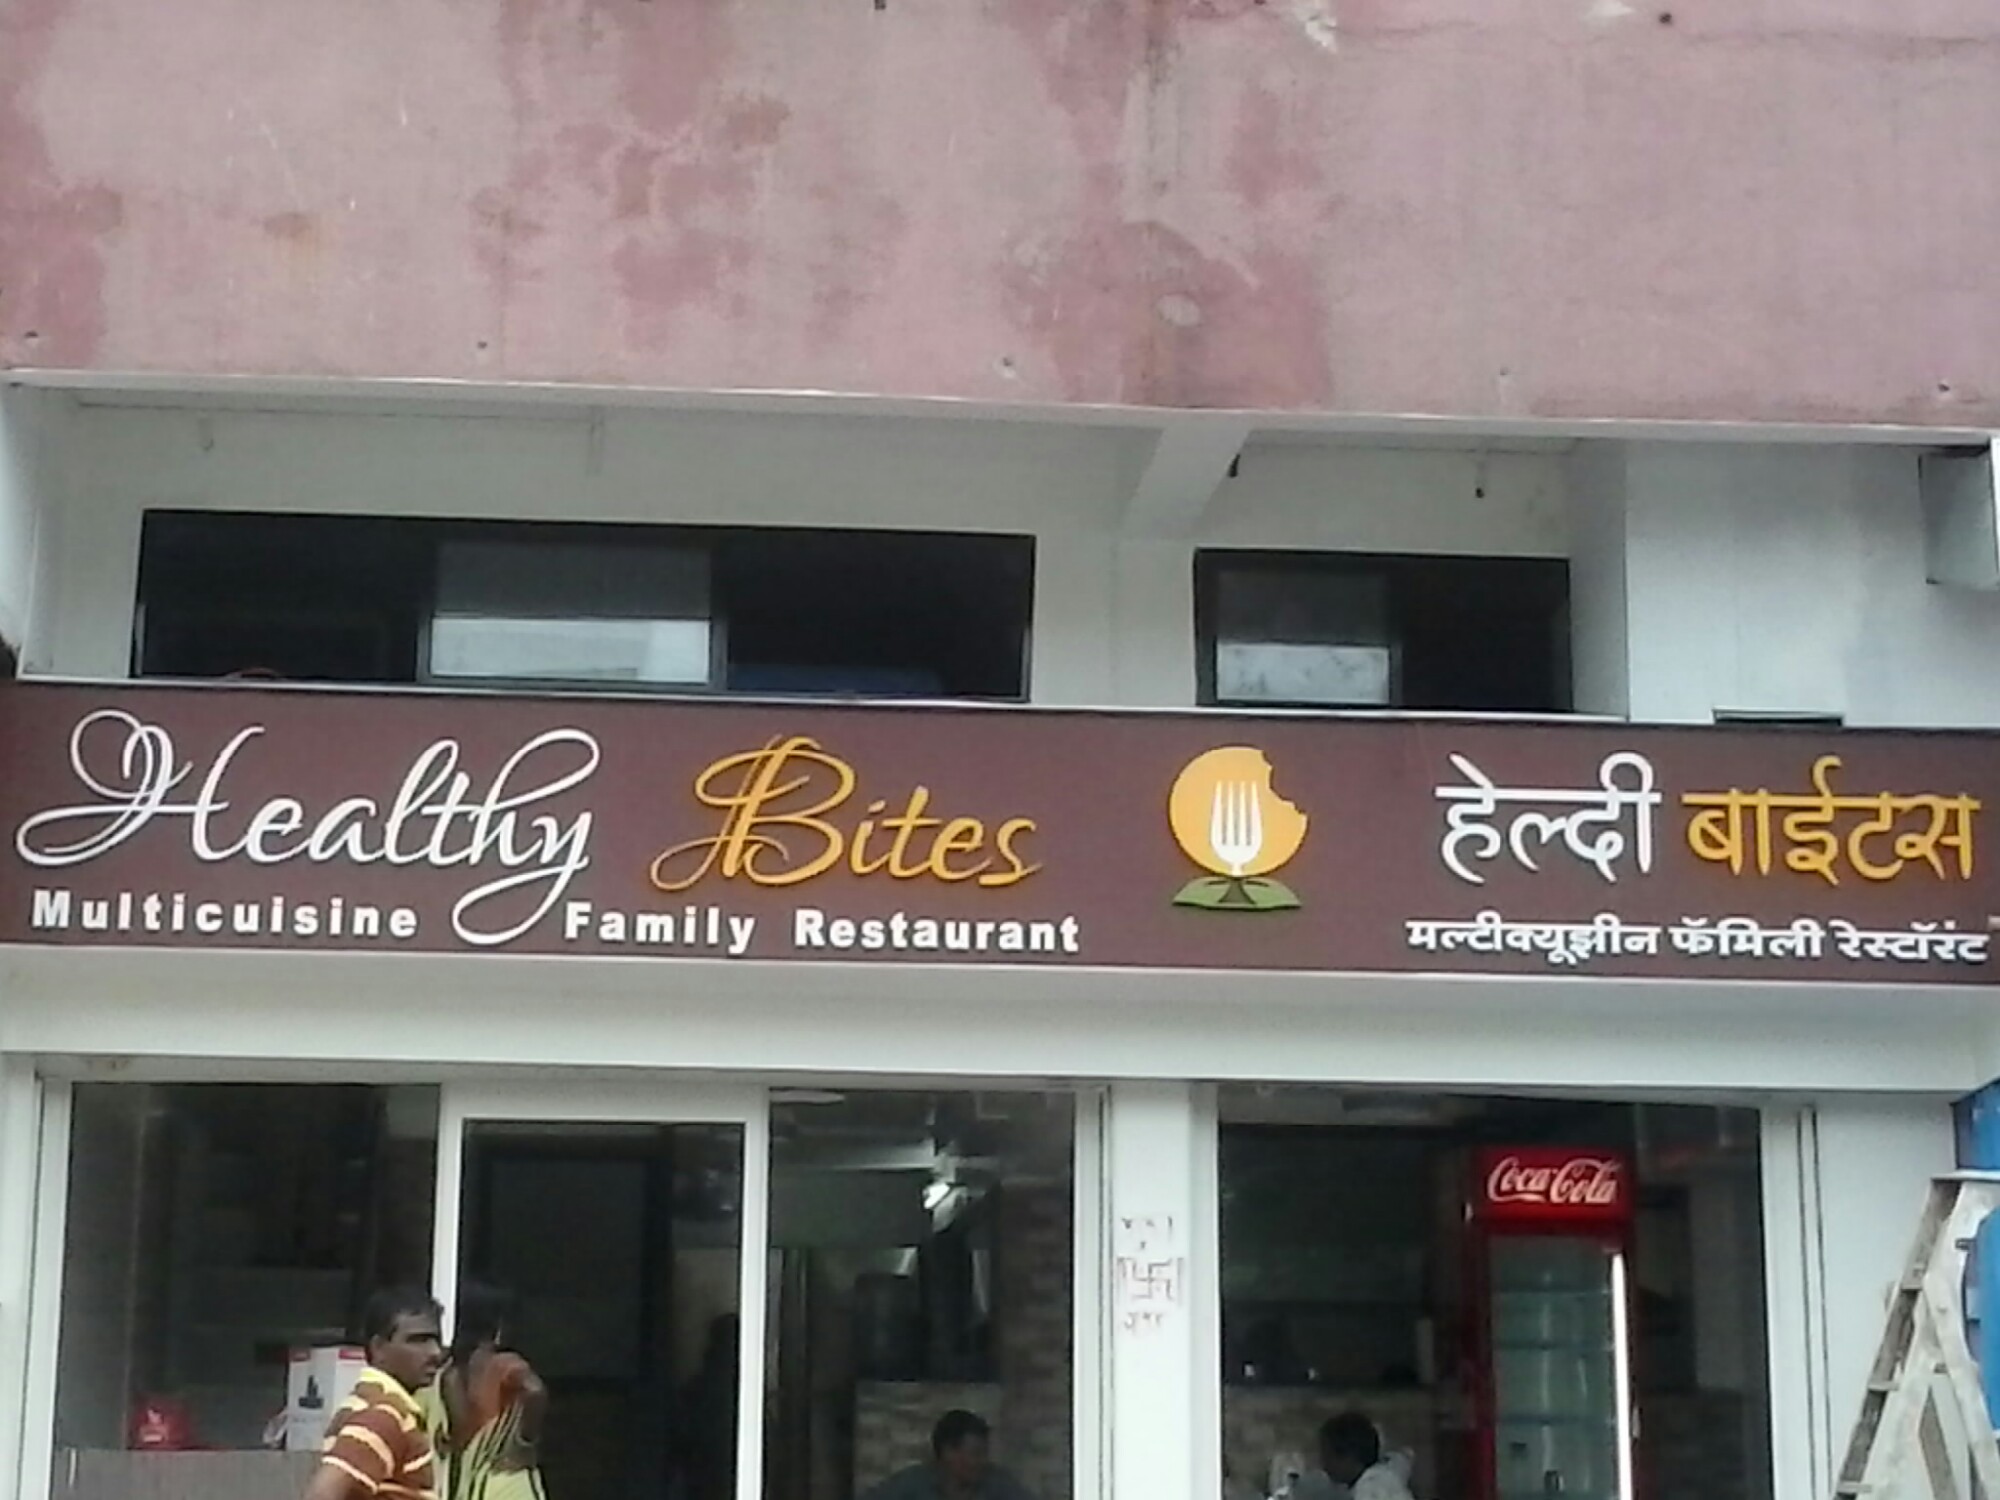 Healthy Bites
Multicuisine Family Restaurant
हेल्दी बाईटस
मल्टीक्यूझीन फॅमिली रेस्टॉरंट
Coca-Cola